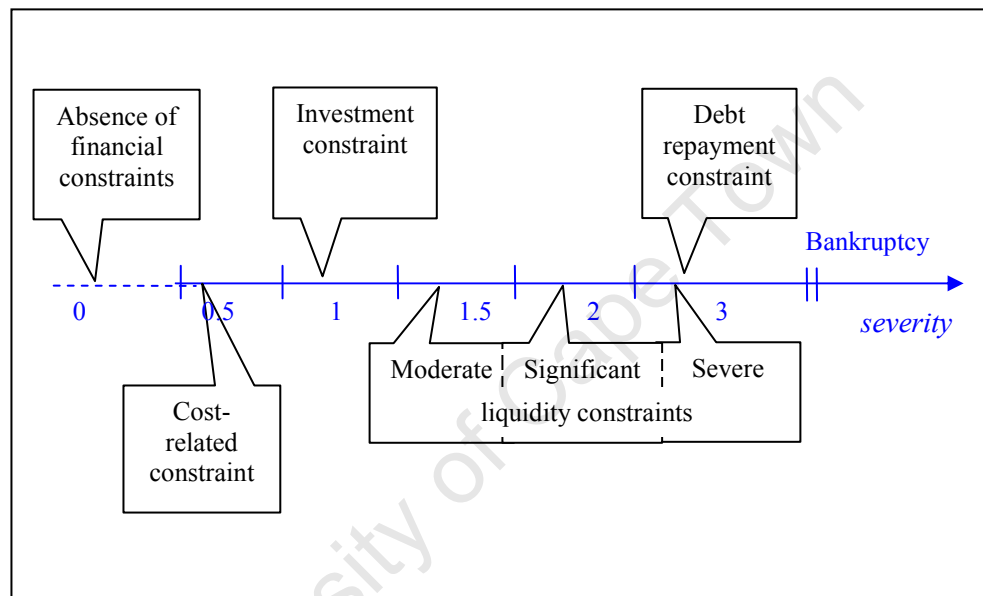 Absence of
financial
constraints
Investment
constraint
Debt
repayment
constraint
Bankruptcy
0 0.5 1 1.5 2 3
severity
Moderate Significant Severe
liquidity constraints
Cost-
related
constraint
University of Cape Town